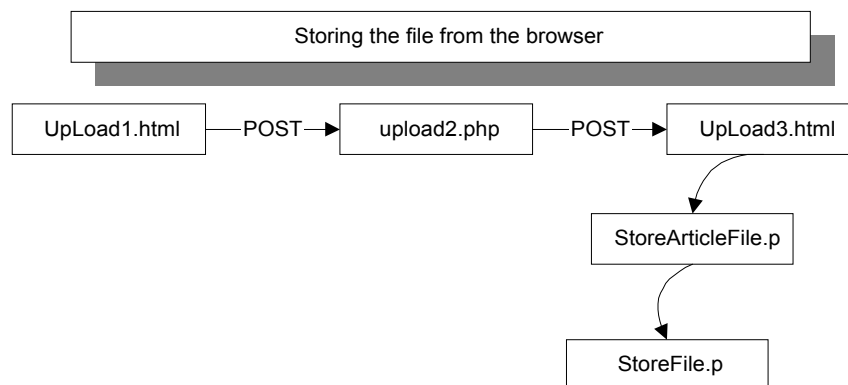 Storing the file from the browser
UpLoad1.html
POST
upload2.php
POST
UpLoad3.html
StoreArticleFile.p
StoreFile.p